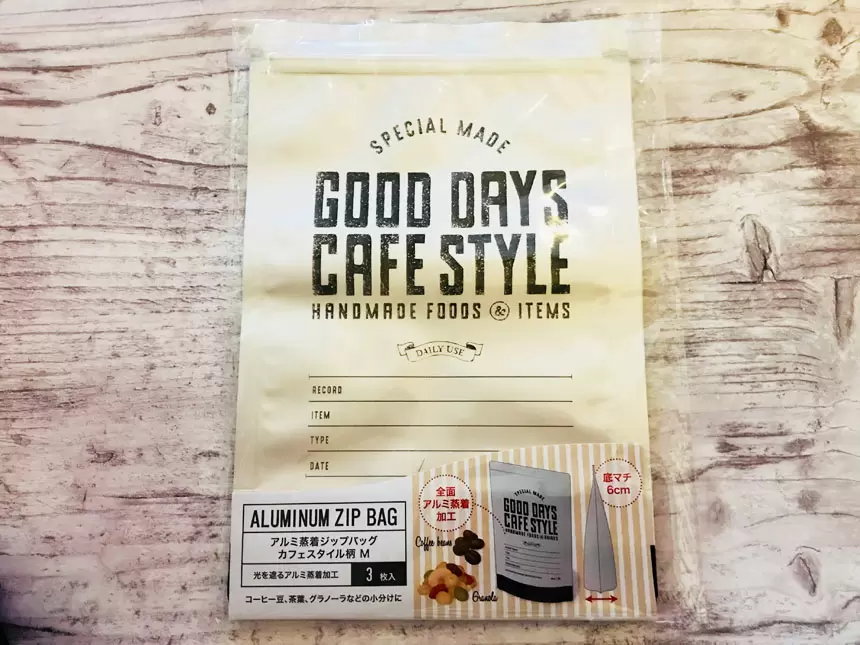 SPECIAL MADE
GOOD DAYS
CAFE STYLE
HANDMADE FOODS & ITEMS
DAILY USE
RECORD
ITEM
TYPE
DATE
ALUMINUM ZIP BAG
アルミ蒸着ジップバッグ
カフェスタイル柄 M
光を遮るアルミ蒸着加工
3 枚入
コーヒー豆、茶葉、グラノーラなどの小分けに
全面
アルミ蒸着
加工
Coffee beans
Granola
SPECIAL MADE
GOOD DAYS
CAFE STYLE
底マチ
6cm